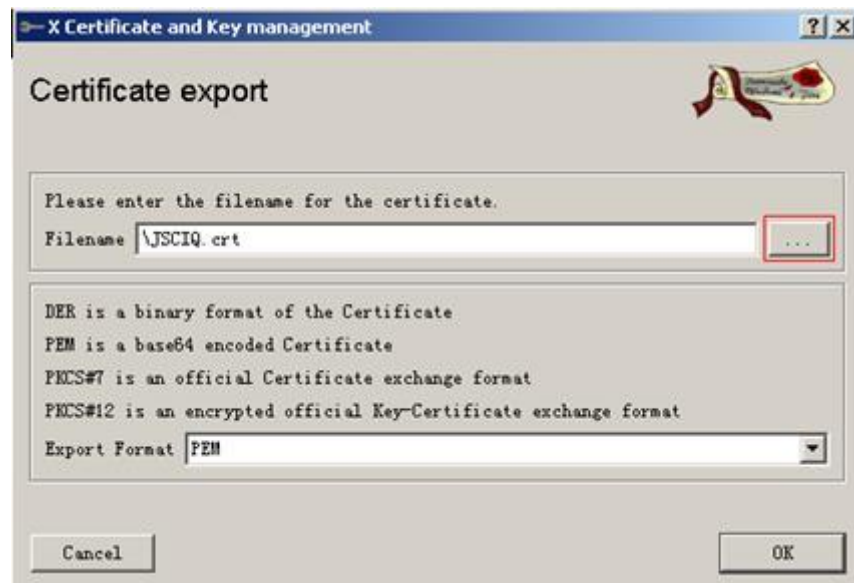 X Certificate and Key management
Certificate export
Please enter the filename for the certificate.
Filename \JSCIQ.crt ...
DER is a binary format of the Certificate
PEM is a base64 encoded Certificate
PKCS#7 is an official Certificate exchange format
PKCS#12 is an encrypted official Key-Certificate exchange format
Export Format PEM
Cancel OK